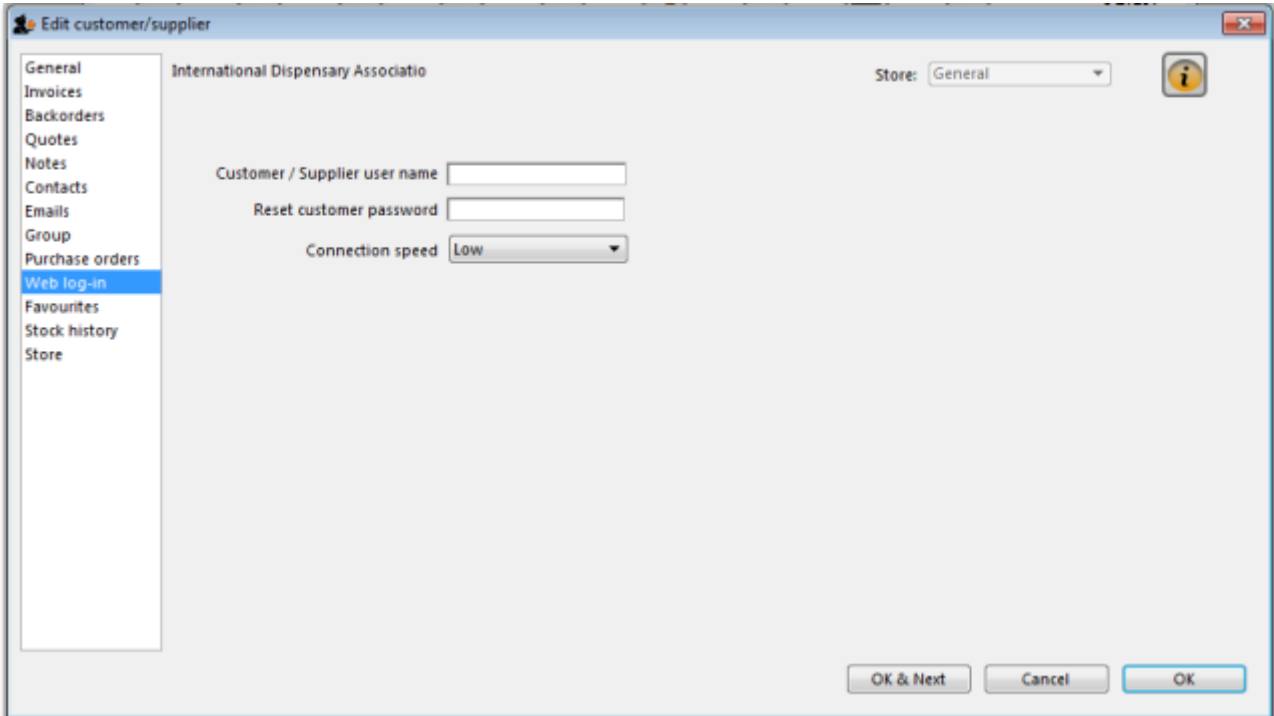 Edit customer/supplier
General
Invoices
Backorders
Quotes
Notes
Contacts
Emails
Group
Purchase orders
Web log-in
Favourites
Stock history
Store
International Dispensary Associatio
Store: General
i
Customer / Supplier user name
Reset customer password
Connection speed Low
OK & Next Cancel OK